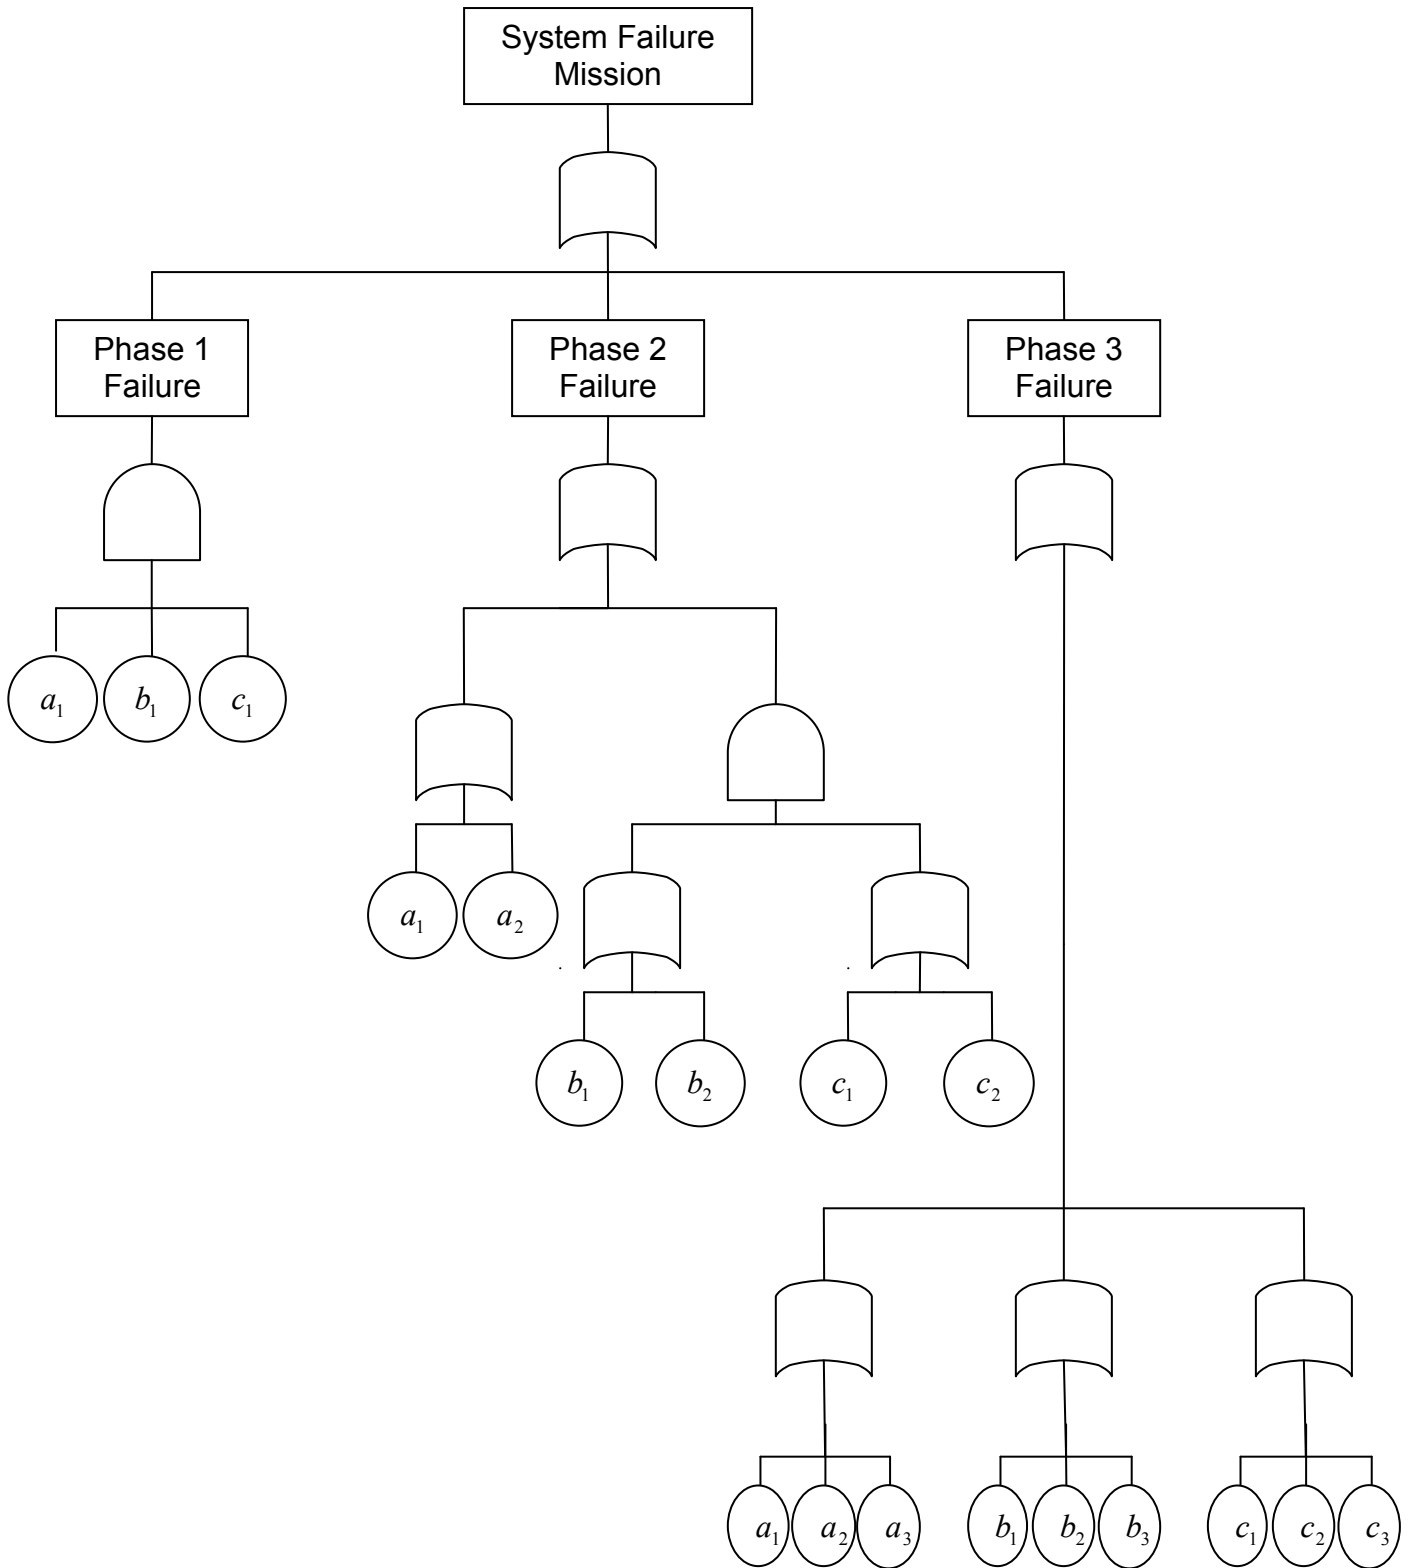 System Failure
Mission
Phase 1
Failure
Phase 2
Failure
Phase 3
Failure
a₁ b₁ c₁
a₁ a₂
b₁ b₂ c₁ c₂
a₁ a₂ a₃ b₁ b₂ b₃ c₁ c₂ c₃